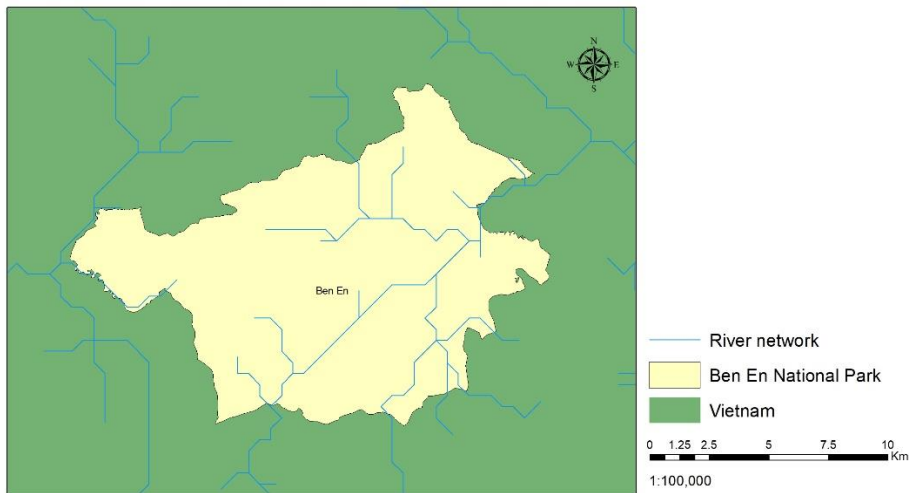 N
W E
S
Ben En
River network
Ben En National Park
Vietnam
0 1.25 2.5 5 7.5 10
Km
1:100,000